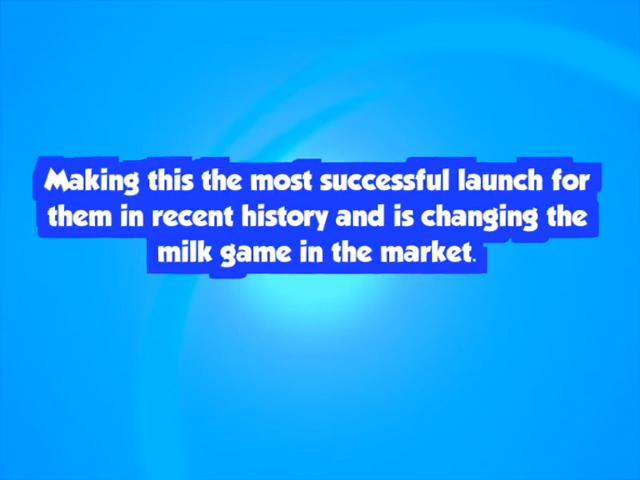 Making this the most successful launch for
them in recent history and is changing the
milk game in the market.